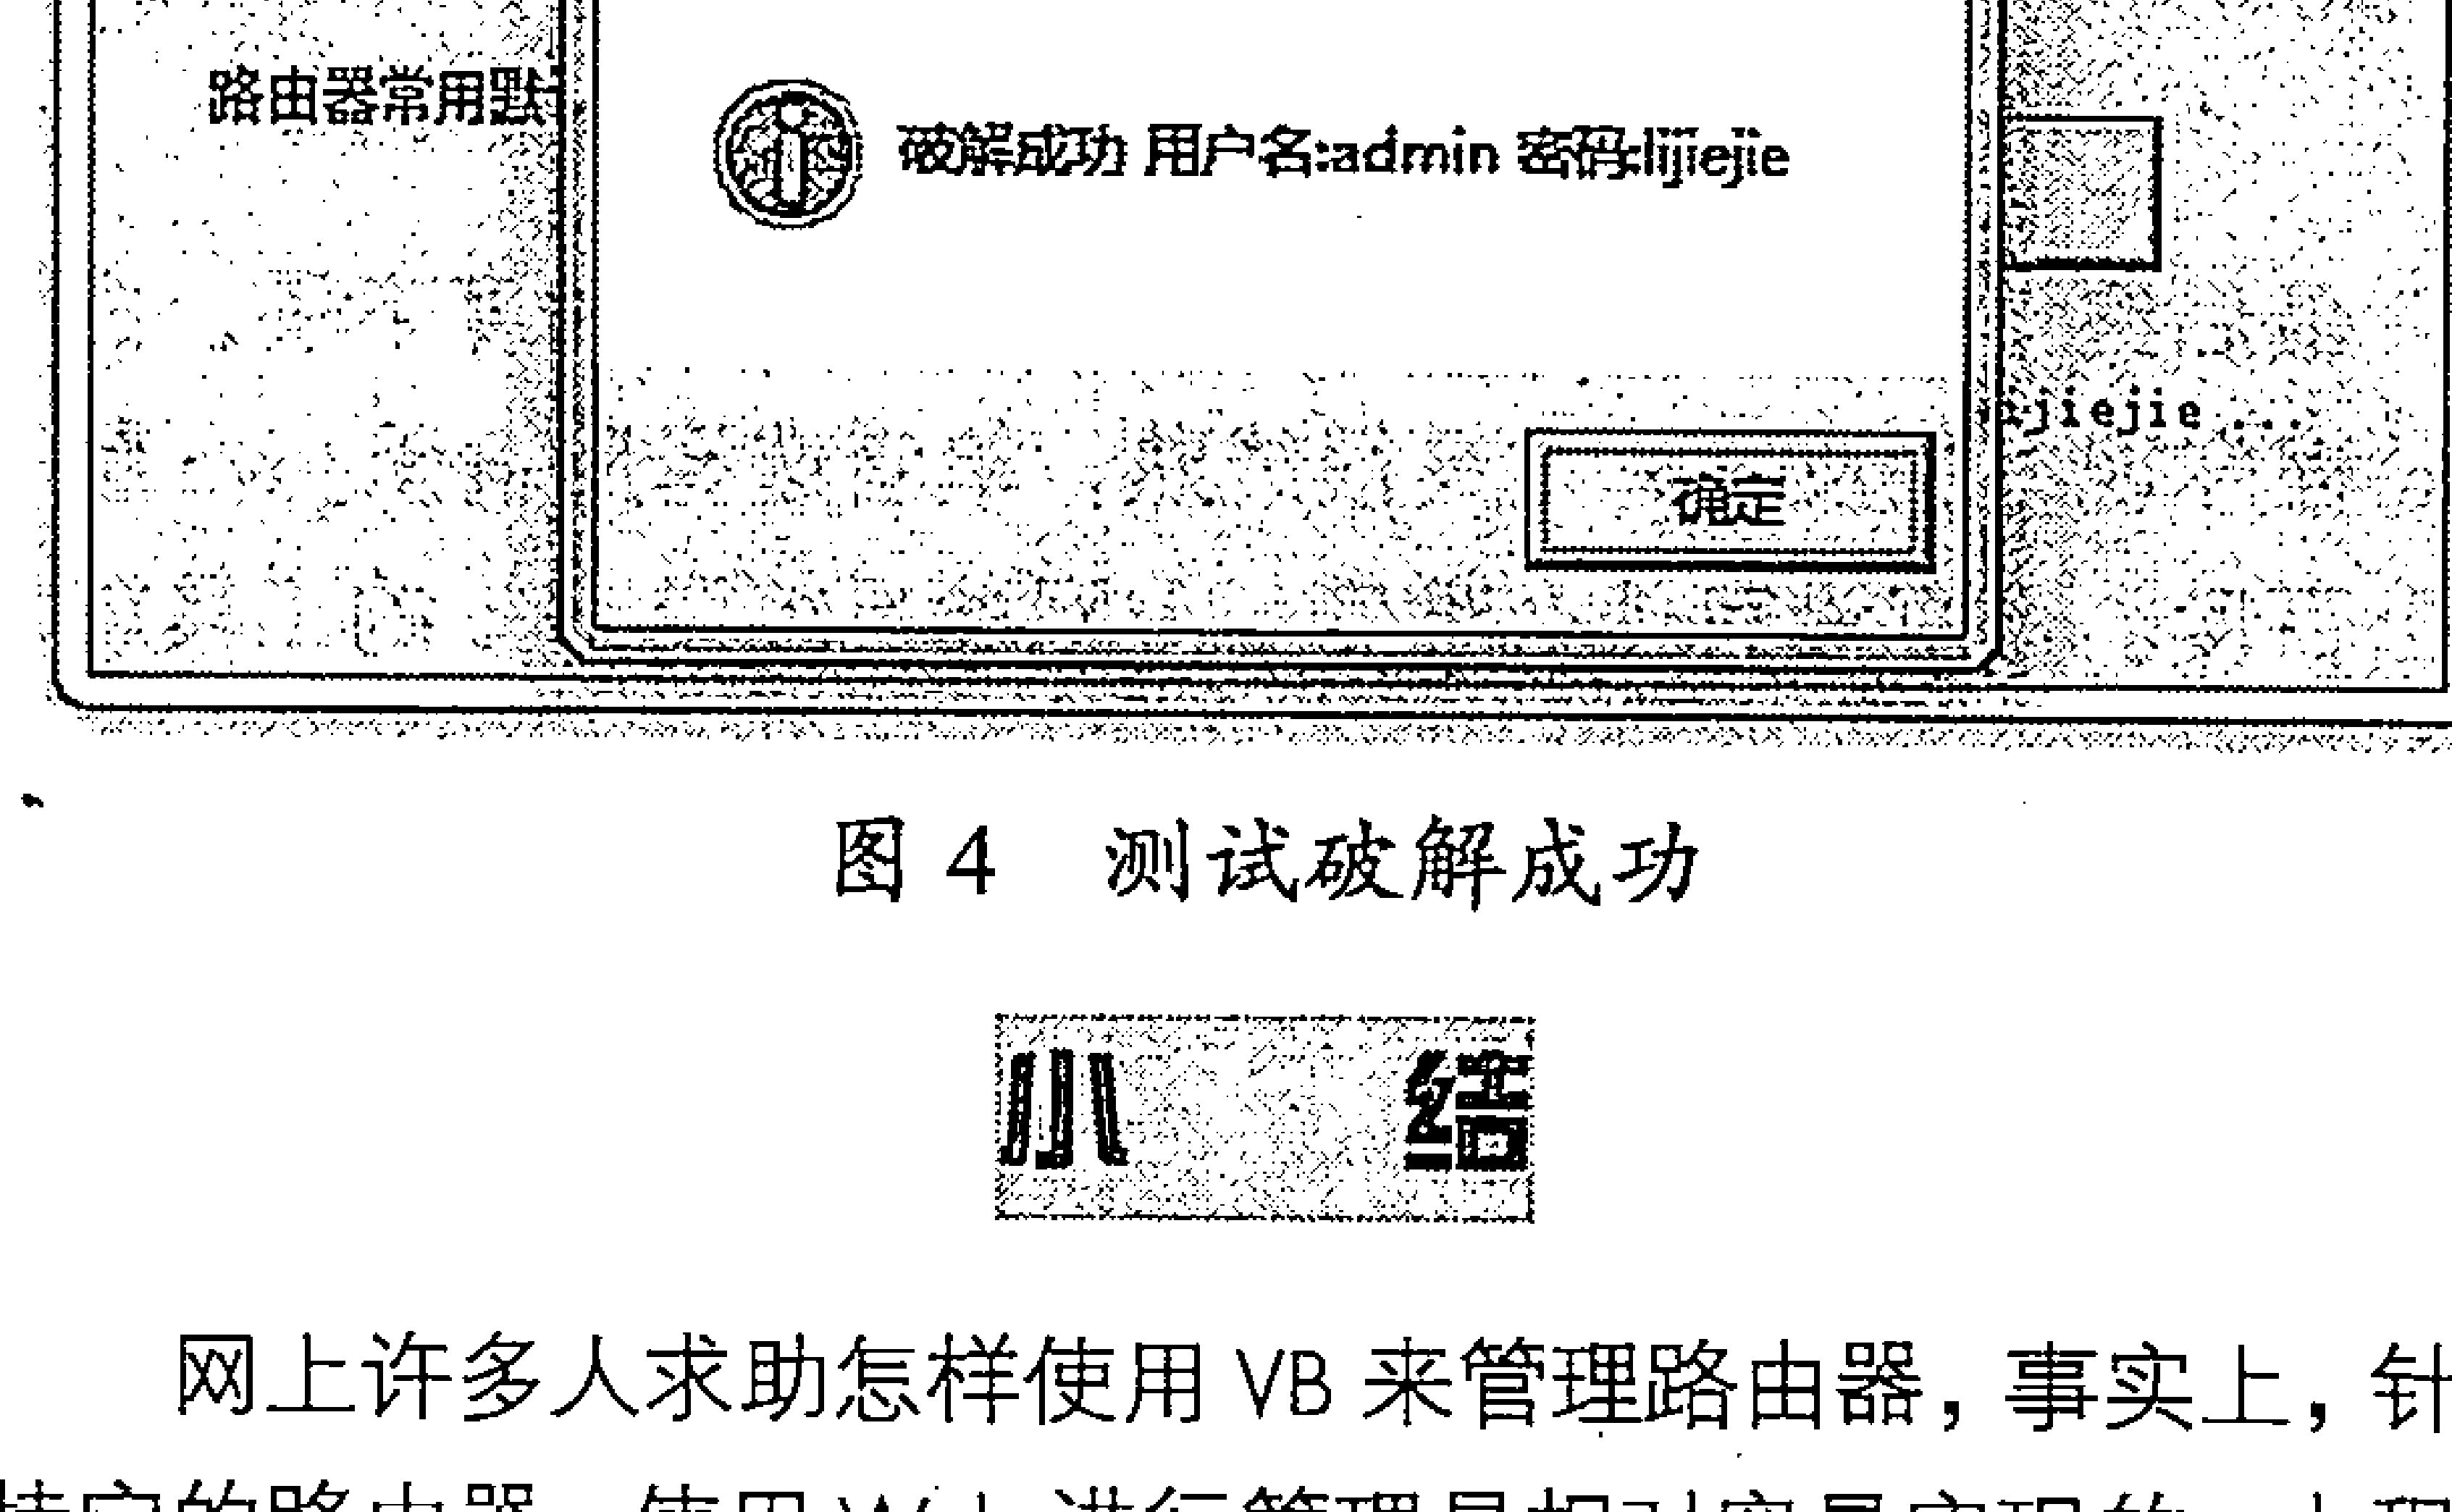 路由器常用默
破解成功 用户名:admin 密码:lijiejie
jiejie ...
确定
图 4 测试破解成功
小 结
网上许多人求助怎样使用 VB 来管理路由器，事实上，针